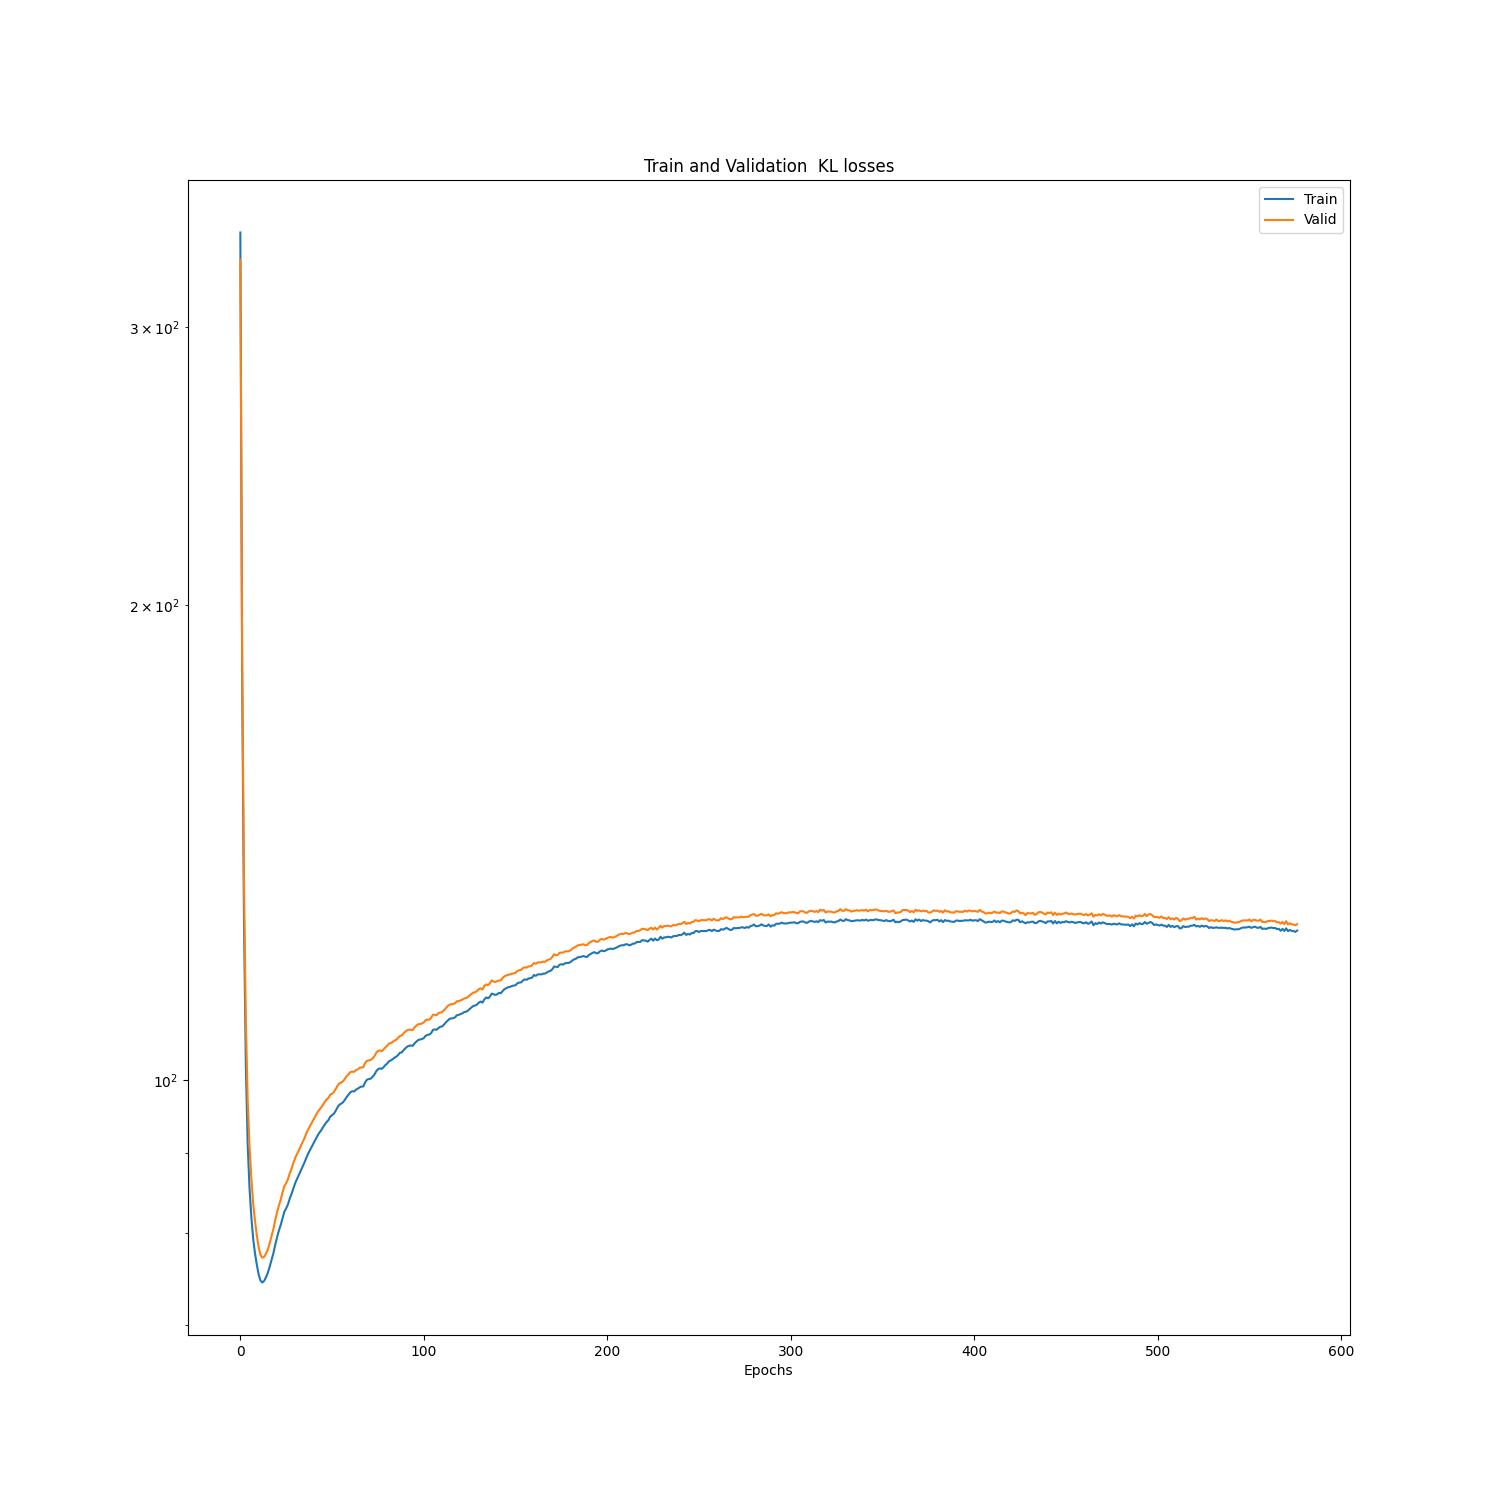 Train and Validation  KL losses
Train
Valid
3 × 10²
2 × 10²
10²
0 100 200 300 400 500 600
Epochs